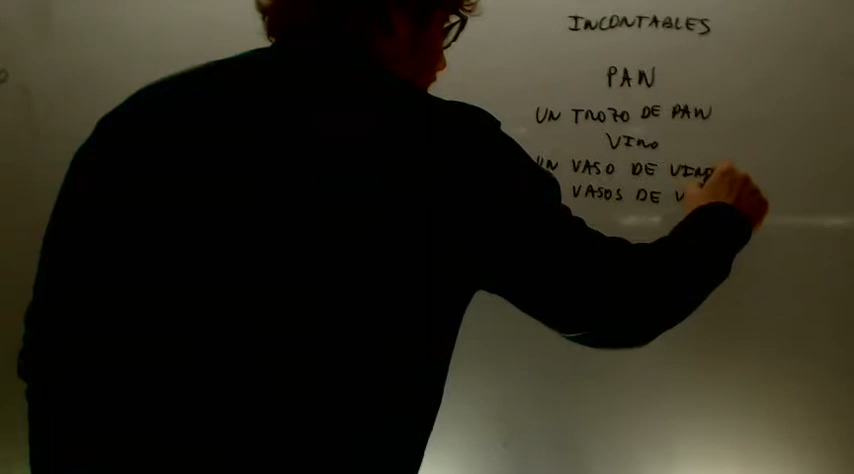 INCONTABLES
PAN
UN TROZO DE PAN
VINO
UN VASO DE VINO
VASOS DE